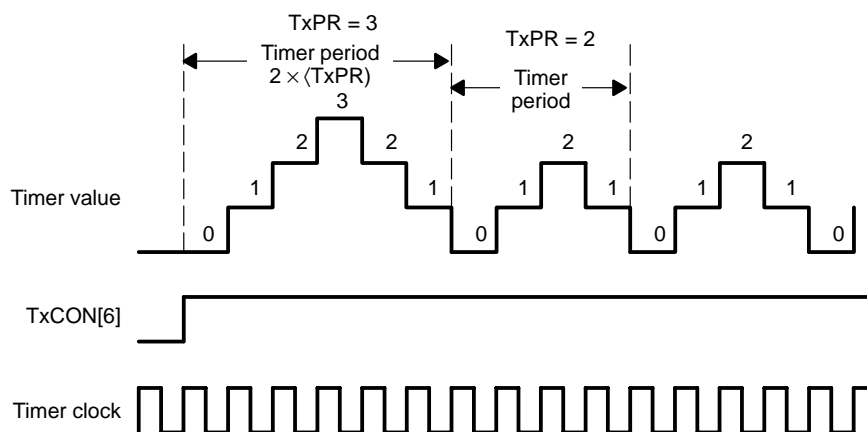 TxPR = 3
Timer period
2 × ⟨TxPR)
TxPR = 2
Timer
period
3
2 2 2 2
1 1 1 1 1 1
0 0 0 0
Timer value
TxCON[6]
Timer clock